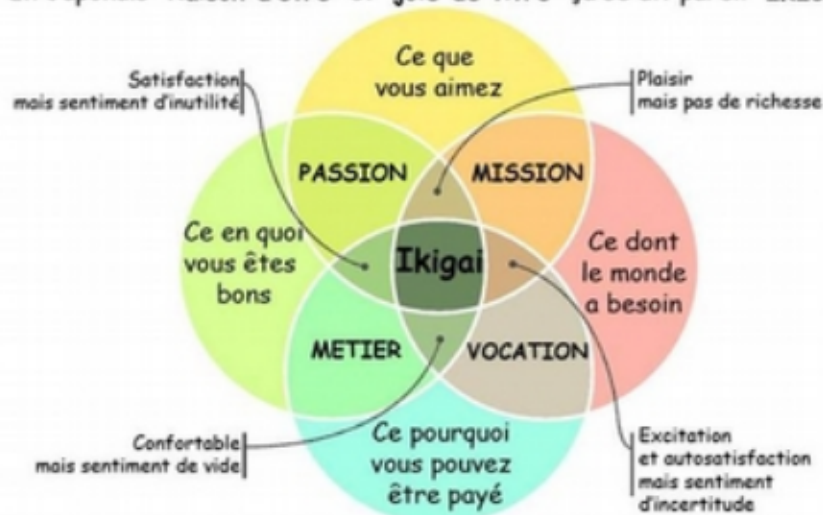 Ce que
vous aimez
Satisfaction
mais sentiment d'inutilité
Plaisir
mais pas de richesse
PASSION
MISSION
Ce en quoi
vous êtes
bons
Ikigai
Ce dont
le monde
a besoin
METIER
VOCATION
Confortable
mais sentiment de vide
Ce pourquoi
vous pouvez
être payé
Excitation
et autosatisfaction
mais sentiment
d'incertitude